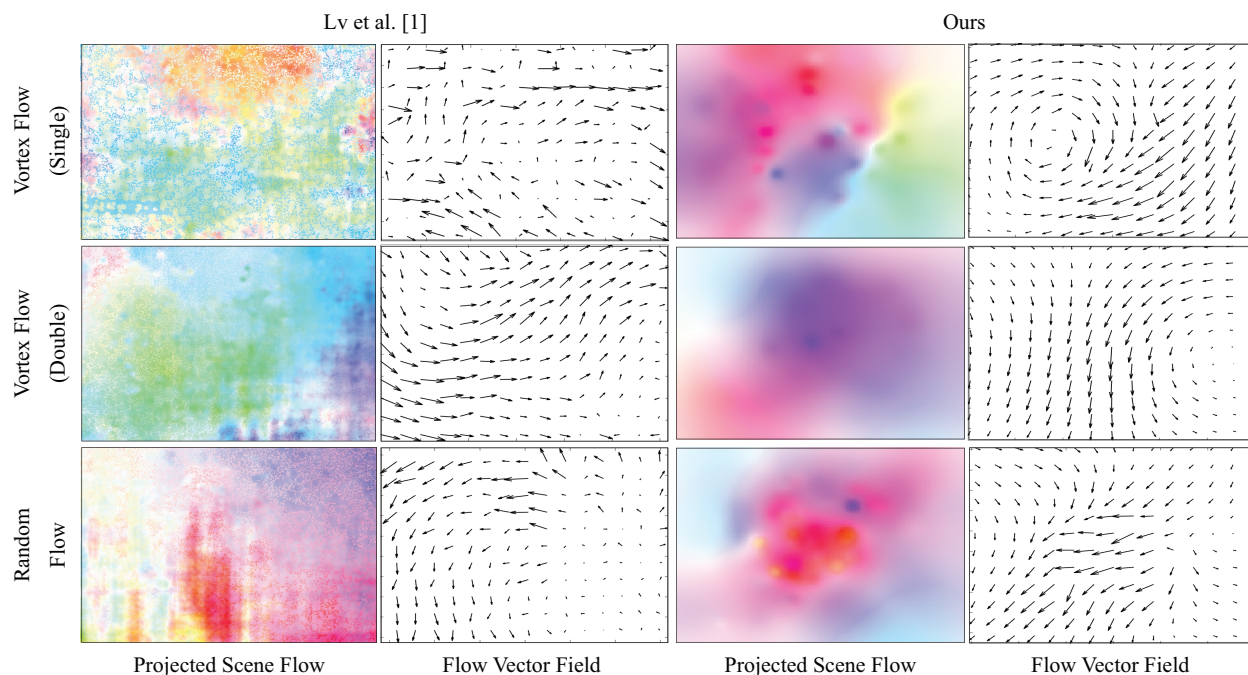 Lv et al. [1]
Ours
Vortex Flow
(Single)
Vortex Flow
(Double)
Random
Flow
Projected Scene Flow
Flow Vector Field
Projected Scene Flow
Flow Vector Field